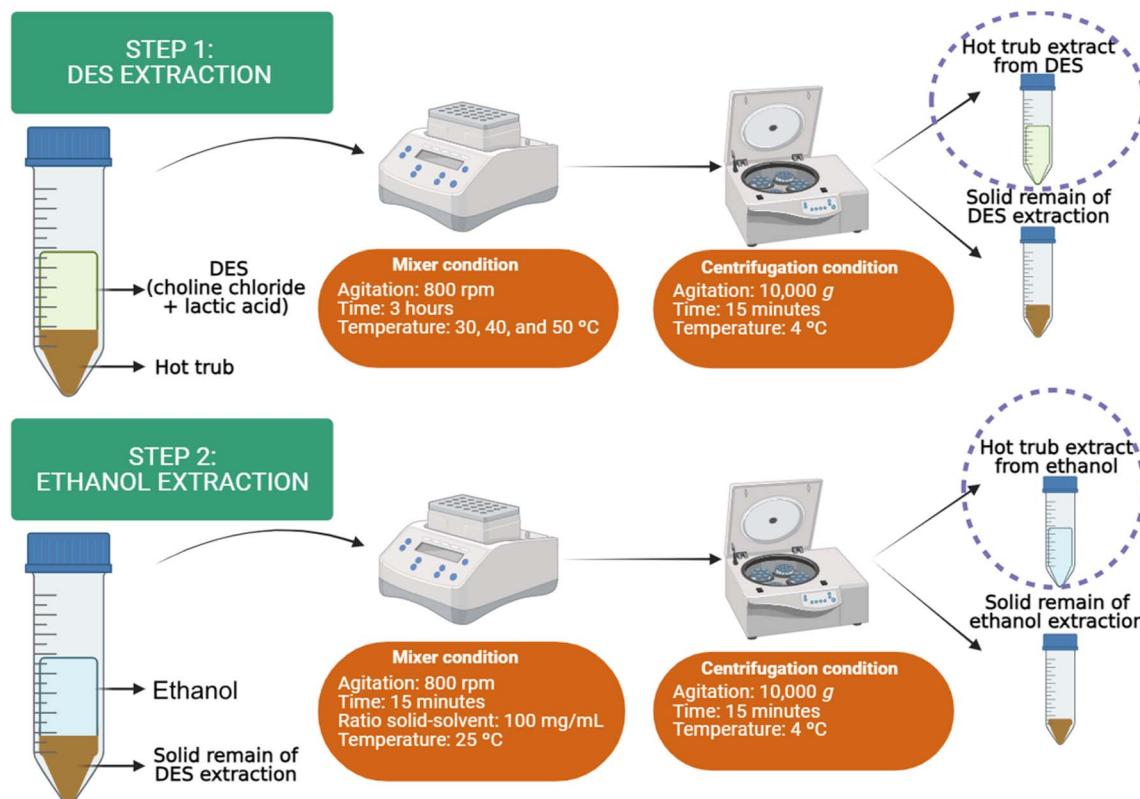 STEP 1:
DES EXTRACTION
DES
(choline chloride
+ lactic acid)
Hot trub
Mixer condition
Agitation: 800 rpm
Time: 3 hours
Temperature: 30, 40, and 50 ºC
Centrifugation condition
Agitation: 10,000 g
Time: 15 minutes
Temperature: 4 ºC
Hot trub extract
from DES
Solid remain of
DES extraction
STEP 2:
ETHANOL EXTRACTION
Ethanol
Solid remain of
DES extraction
Mixer condition
Agitation: 800 rpm
Time: 15 minutes
Ratio solid-solvent: 100 mg/mL
Temperature: 25 ºC
Centrifugation condition
Agitation: 10,000 g
Time: 15 minutes
Temperature: 4 ºC
Hot trub extract
from ethanol
Solid remain of
ethanol extraction